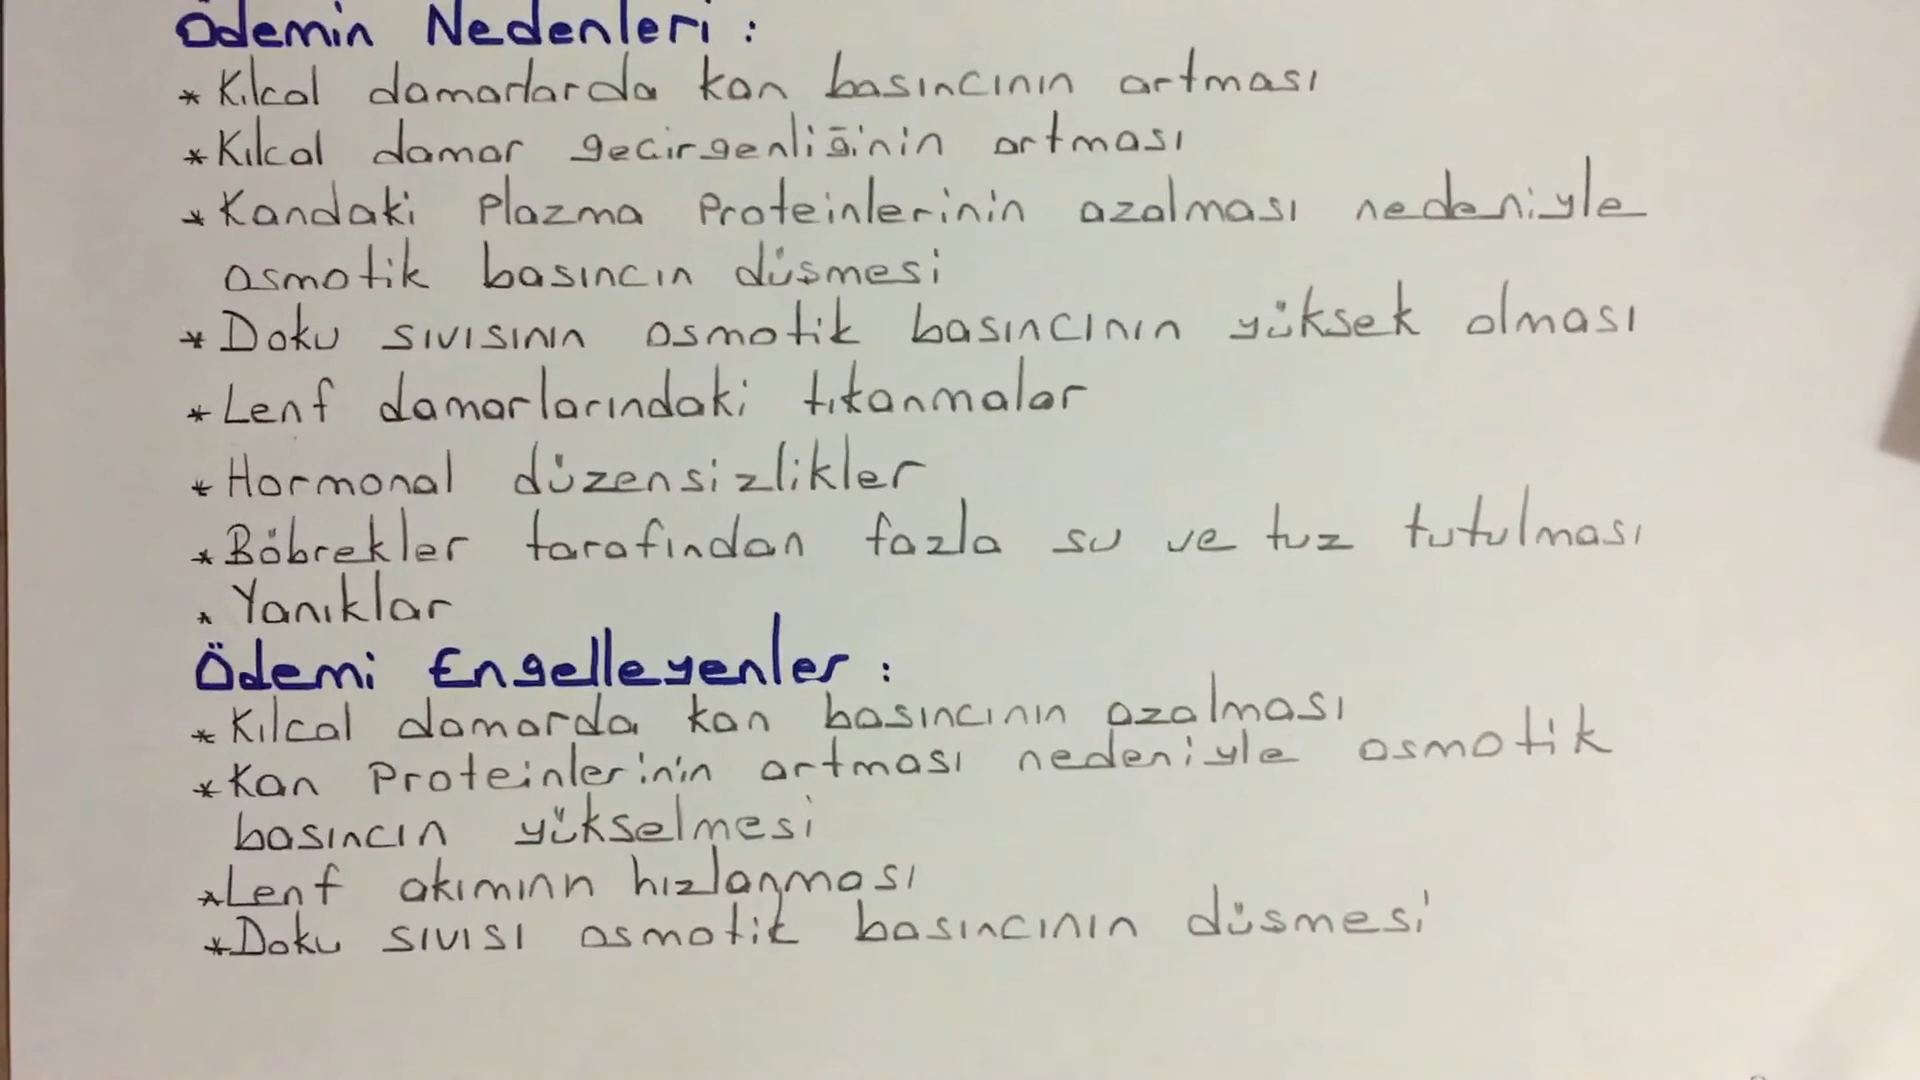 Ödemin Nedenleri :
* Kılcal damarlarda kan basıncının artması
* Kılcal damar gecirgenliğinin artması
* Kandaki Plazma Proteinlerinin azalması nedeniyle
osmotik basıncın düşmesi
* Doku sıvısının osmotik basıncının yüksek olması
* Lenf damarlarındaki tıkanmalar
* Hormonal düzensizlikler
* Böbrekler tarafından fazla su ve tuz tutulması
* Yanıklar
Ödemi Engelleyenler :
* Kılcal damarda kan basıncının azalması
* Kan Proteinlerinin artması nedeniyle osmotik
basıncın yükselmesi
* Lenf akımınn hızlanması
* Doku sıvısı osmotik basıncının düsmesi